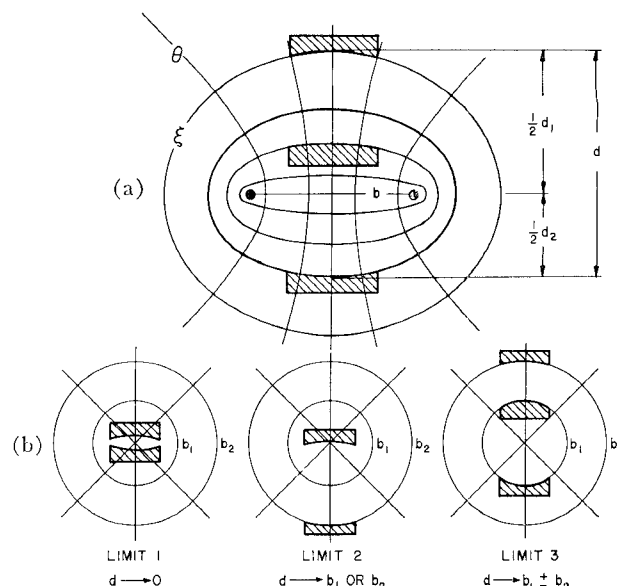 θ
ξ
(a)
b
½ d₁
d
½ d₂
(b)
b₁
b₂
b₁
b₂
b₁
b
LIMIT 1
LIMIT 2
LIMIT 3
d → 0
d → b₁ OR b₂
d → b₁ ± b₂